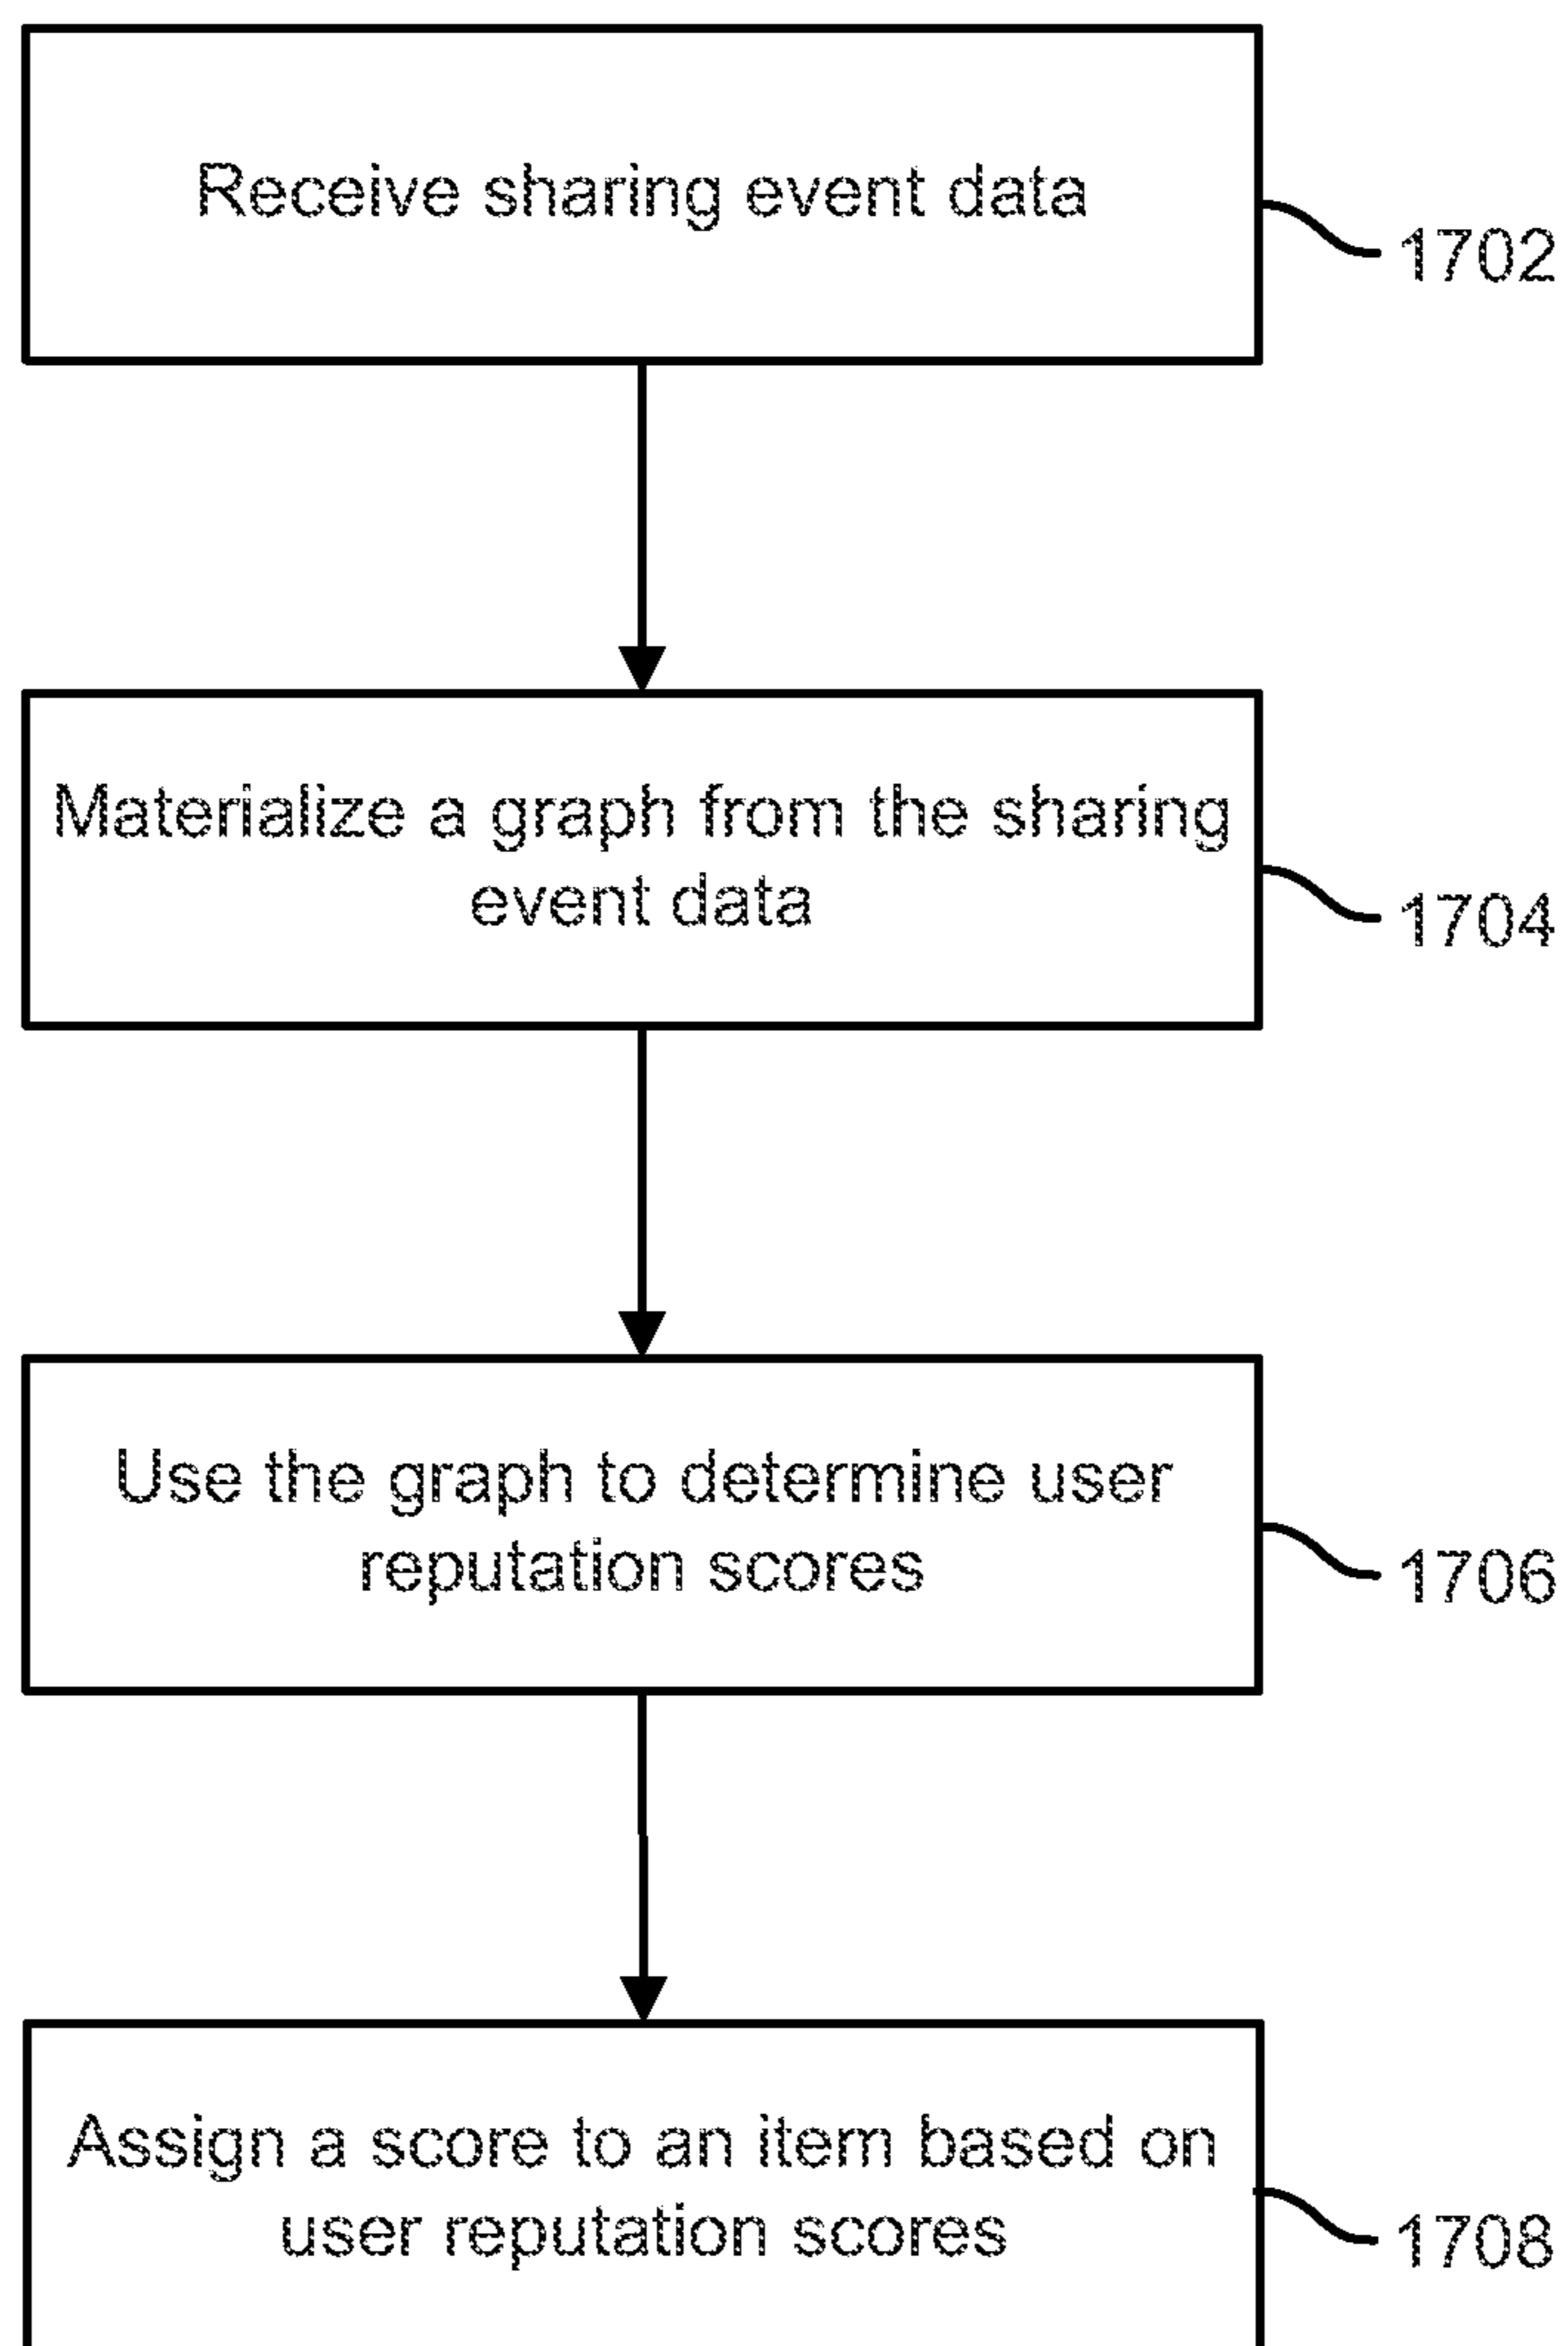 Receive sharing event data
1702
Materialize a graph from the sharing
event data
1704
Use the graph to determine user
reputation scores
1706
Assign a score to an item based on
user reputation scores
1708